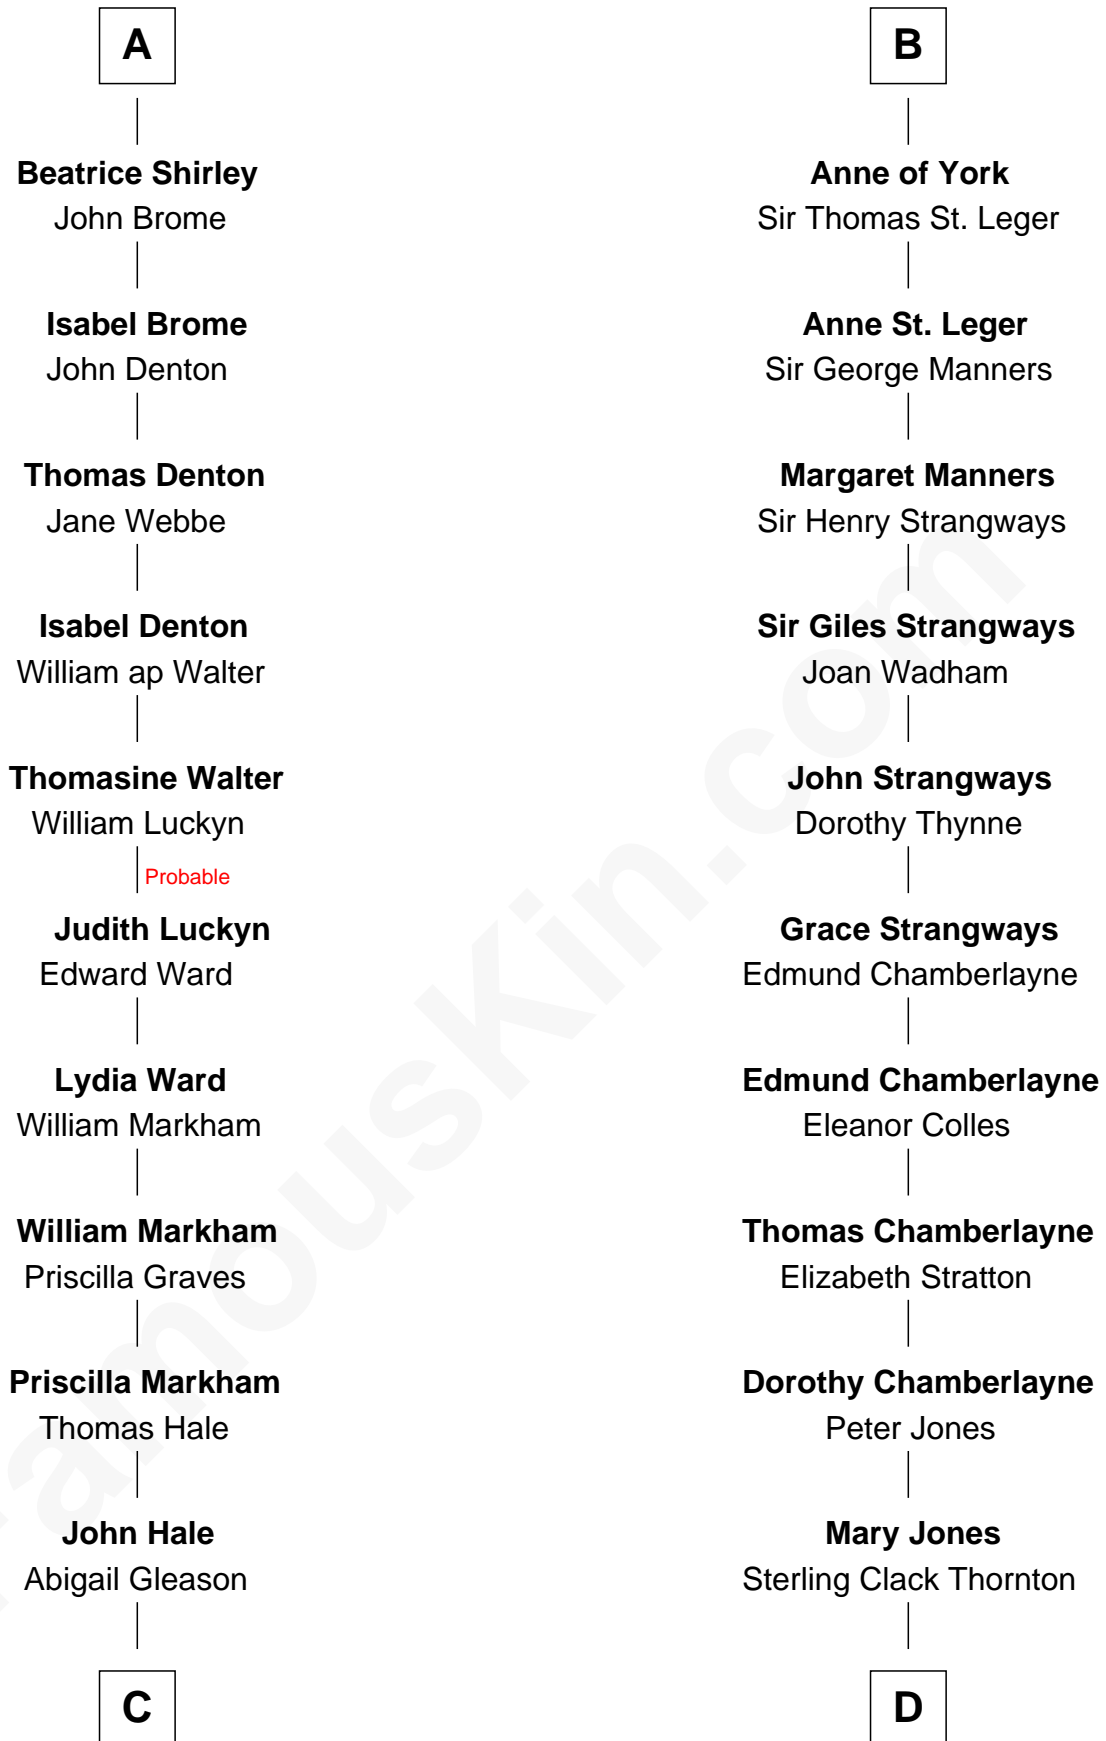 A
Beatrice Shirley
John Brome
Isabel Brome
John Denton
Thomas Denton
Jane Webbe
Isabel Denton
William ap Walter
Thomasine Walter
William Luckyn
Probable
Judith Luckyn
Edward Ward
Lydia Ward
William Markham
William Markham
Priscilla Graves
Priscilla Markham
Thomas Hale
John Hale
Abigail Gleason
C
B
Anne of York
Sir Thomas St. Leger
Anne St. Leger
Sir George Manners
Margaret Manners
Sir Henry Strangways
Sir Giles Strangways
Joan Wadham
John Strangways
Dorothy Thynne
Grace Strangways
Edmund Chamberlayne
Edmund Chamberlayne
Eleanor Colles
Thomas Chamberlayne
Elizabeth Stratton
Dorothy Chamberlayne
Peter Jones
Mary Jones
Sterling Clack Thornton
D
FamousKin.com